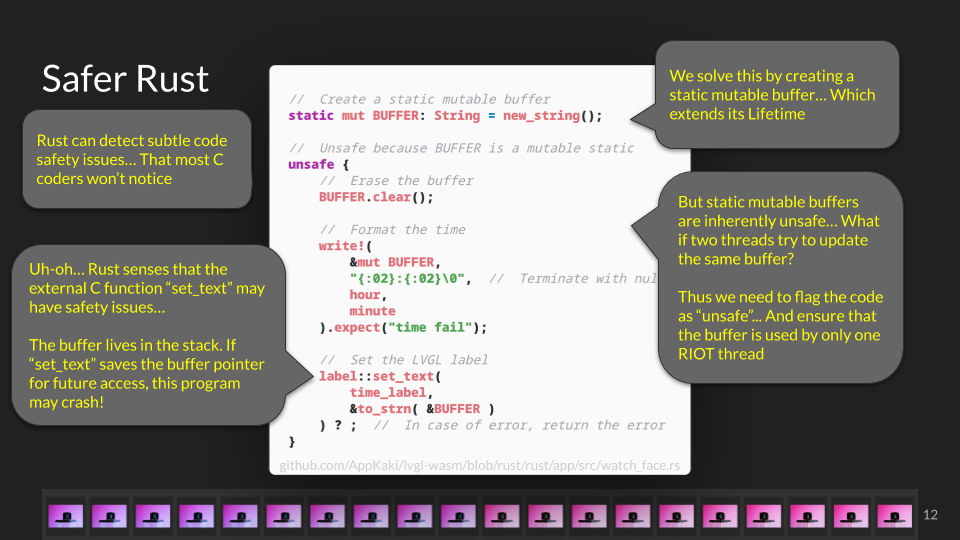 Safer Rust
Rust can detect subtle code
safety issues... That most C
coders won't notice
Uh-oh... Rust senses that the
external C function “set_text” may
have safety issues...
The buffer lives in the stack. If
“set_text” saves the buffer pointer
for future access, this program
may crash!
//  Create a static mutable buffer
static mut BUFFER: String = new_string();
//  Unsafe because BUFFER is a mutable static
unsafe {
//  Erase the buffer
BUFFER.clear();
//  Format the time
write!(
&mut BUFFER,
"{:02}:{:02}\0",  //  Terminate with nul
hour,
minute
).expect("time fail");
//  Set the LVGL label
label::set_text(
time_label,
&to_strn( &BUFFER )
) ? ;  //  In case of error, return the error
}
github.com/AppKaki/lvgl-wasm/blob/rust/rust/app/src/watch_face.rs
We solve this by creating a
static mutable buffer... Which
extends its Lifetime
But static mutable buffers
are inherently unsafe... What
if two threads try to update
the same buffer?
Thus we need to flag the code
as “unsafe”... And ensure that
the buffer is used by only one
RIOT thread
12